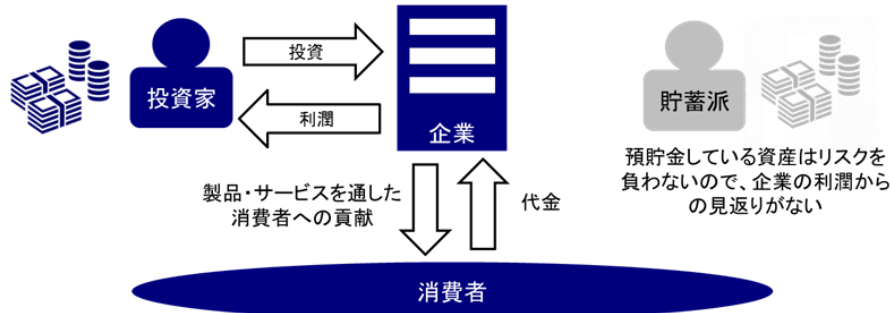 投資
投資家
利潤
企業
貯蓄派
預貯金している資産はリスクを
負わないので、企業の利潤から
の見返りがない
製品・サービスを通した
消費者への貢献
代金
消費者